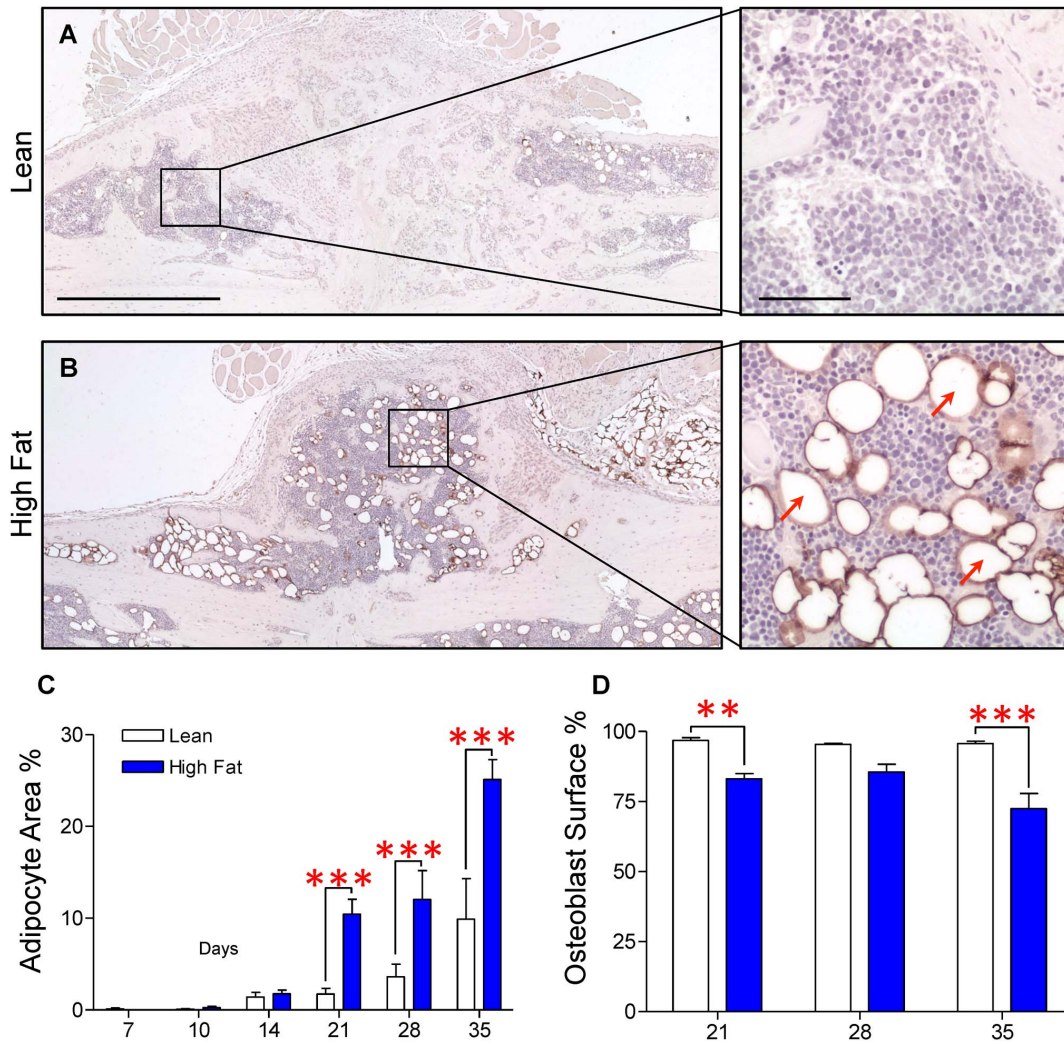 A
Lean
B
High Fat
C
Lean
High Fat
Adipocyte Area %
30
20
10
0
***
***
***
Days
7 10 14 21 28 35
D
Osteoblast Surface %
100
75
50
25
0
**
***
21 28 35